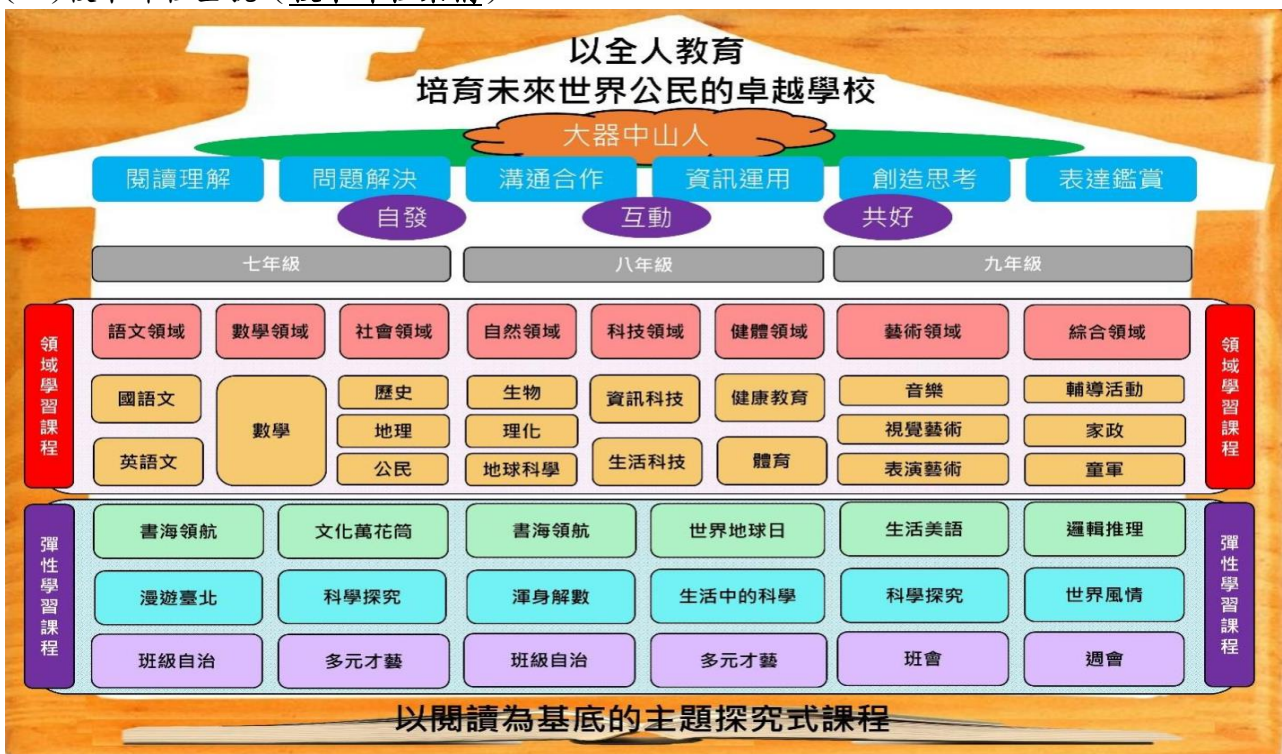 以全人教育
培育未來世界公民的卓越學校
大器中山人
閱讀理解 問題解決 溝通合作 資訊運用 創造思考 表達鑑賞
自發 互動 共好
七年級 八年級 九年級
領域學習課程
語文領域 數學領域 社會領域 自然領域 科技領域 健體領域 藝術領域 綜合領域
國語文 數學 歷史 生物 資訊科技 健康教育 音樂 輔導活動
地理 理化 視覺藝術 家政
英語文 公民 地球科學 生活科技 體育 表演藝術 童軍
領域學習課程
彈性學習課程
書海領航 文化萬花筒 書海領航 世界地球日 生活美語 邏輯推理
漫遊臺北 科學探究 渾身解數 生活中的科學 科學探究 世界風情
班級自治 多元才藝 班級自治 多元才藝 班會 週會
彈性學習課程
以閱讀為基底的主題探究式課程